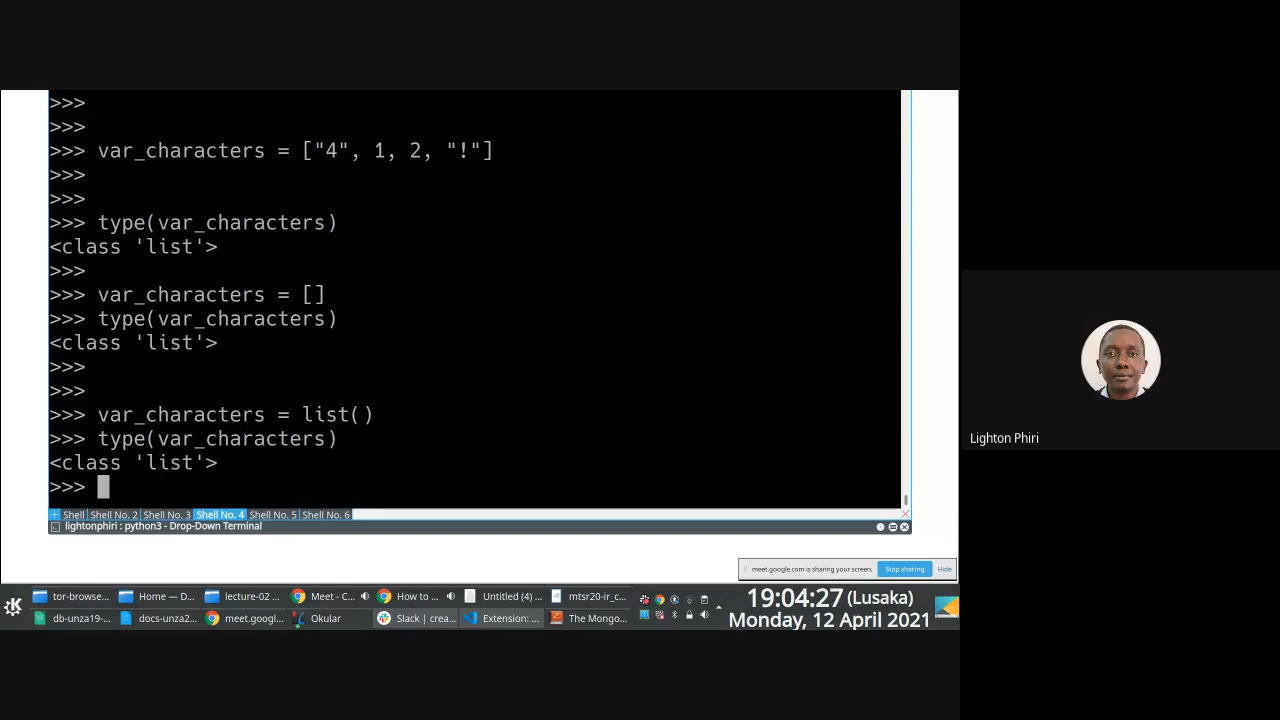 >>>
>>>
>>> var_characters = ["4", 1, 2, "!"]
>>>
>>>
>>> type(var_characters)
<class 'list'>
>>>
>>> var_characters = []
>>> type(var_characters)
<class 'list'>
>>>
>>>
>>> var_characters = list()
>>> type(var_characters)
<class 'list'>
>>>
Shell Shell No. 2 Shell No. 3 Shell No. 4 Shell No. 5 Shell No. 6
lightonphiri : python3 - Drop-Down Terminal
Lighton Phiri
meet.google.com is sharing your screen. Stop sharing Hide
tor-browse... Home — D... lecture-02 ... Meet - C... How to ... Untitled (4) ... mtsr20-ir_c...
db-unza19-... docs-unza2... meet.googl... Okular Slack | crea... Extension: ... The Mongo...
19:04:27 (Lusaka)
Monday, 12 April 2021